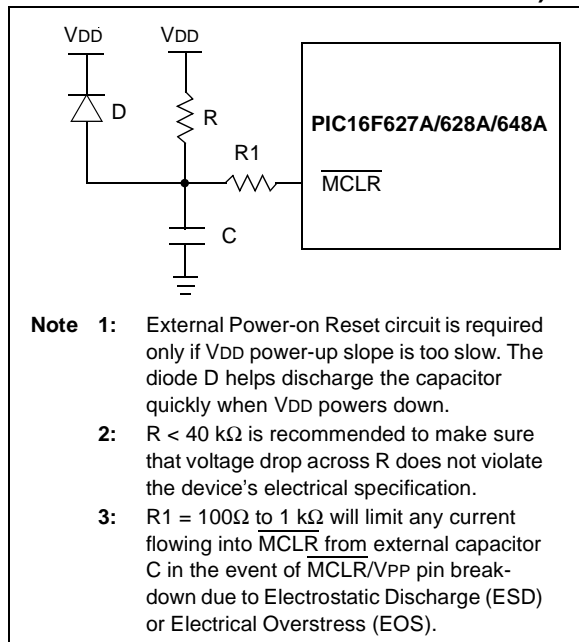 VDD VDD
D
R
PIC16F627A/628A/648A
R1
MCLR
C
Note 1: External Power-on Reset circuit is required
only if VDD power-up slope is too slow. The
diode D helps discharge the capacitor
quickly when VDD powers down.
2: R < 40 kΩ is recommended to make sure
that voltage drop across R does not violate
the device's electrical specification.
3: R1 = 100Ω to 1 kΩ will limit any current
flowing into MCLR from external capacitor
C in the event of MCLR/VPP pin break-
down due to Electrostatic Discharge (ESD)
or Electrical Overstress (EOS).